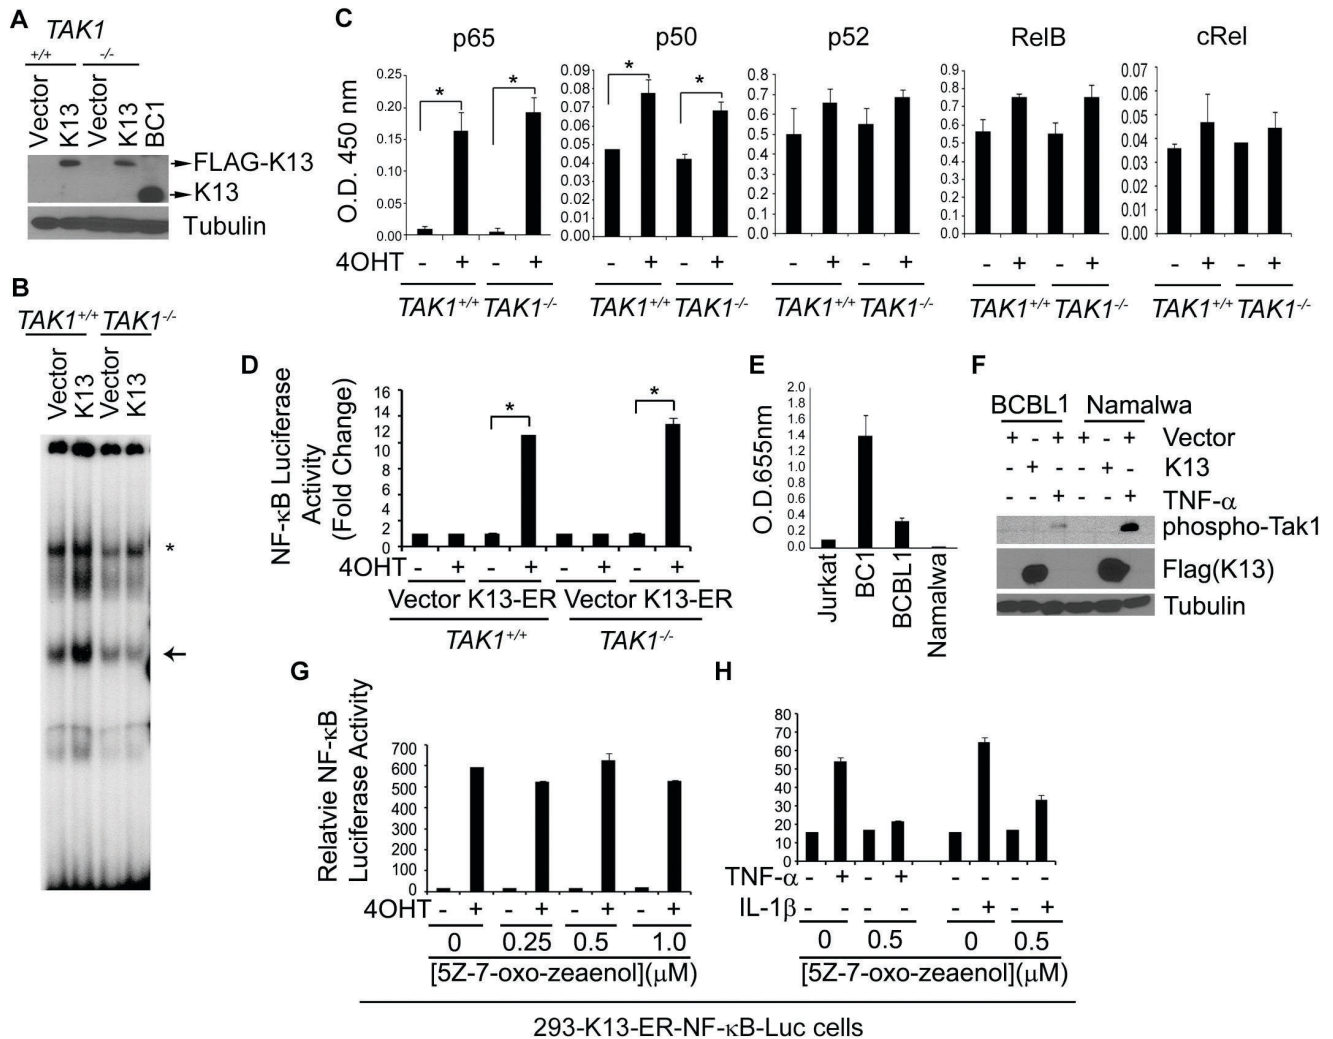 A
TAK1
+/+ -/-
Vector K13 Vector K13 BC1
FLAG-K13
K13
Tubulin
B
TAK1+/+ TAK1-/-
Vector K13 Vector K13
*
C
p65 p50 p52 RelB cRel
O.D. 450 nm
0.25
0.20
0.15
0.10
0.05
0.00
* *
0.09
0.08
0.07
0.06
0.05
0.04
0.03
0.02
0.01
0.00
* *
0.8
0.7
0.6
0.5
0.4
0.3
0.2
0.1
0
0.9
0.8
0.7
0.6
0.5
0.4
0.3
0.2
0.1
0.0
0.07
0.06
0.05
0.04
0.03
0.02
0.01
0.00
4OHT - + - + - + - + - + - + - + - + - + - +
TAK1+/+ TAK1-/- TAK1+/+ TAK1-/- TAK1+/+ TAK1-/- TAK1+/+ TAK1-/- TAK1+/+ TAK1-/-
D
NF-κB Luciferase
Activity
(Fold Change)
16
14
12
10
8
6
4
2
0
* *
4OHT - + - + - + - +
Vector K13-ER Vector K13-ER
TAK1+/+ TAK1-/-
E
O.D.655nm
2.0
1.8
1.6
1.4
1.2
1.0
0.8
0.6
0.4
0.2
0.0
Jurkat BC1 BCBL1 Namalwa
F
BCBL1 Namalwa
+ - + + - + Vector
- + - - + - K13
- - + - - + TNF-α
phospho-Tak1
Flag(K13)
Tubulin
G
Relatvie NF-κB
Luciferase Activity
700
600
500
400
300
200
100
0
4OHT - + - + - + - +
0 0.25 0.5 1.0
[5Z-7-oxo-zeaenol](μM)
H
80
70
60
50
40
30
20
10
0
TNF-α - + - + - - - -
IL-1β - - - - - + - +
0 0.5 0 0.5
[5Z-7-oxo-zeaenol](μM)
293-K13-ER-NF-κB-Luc cells